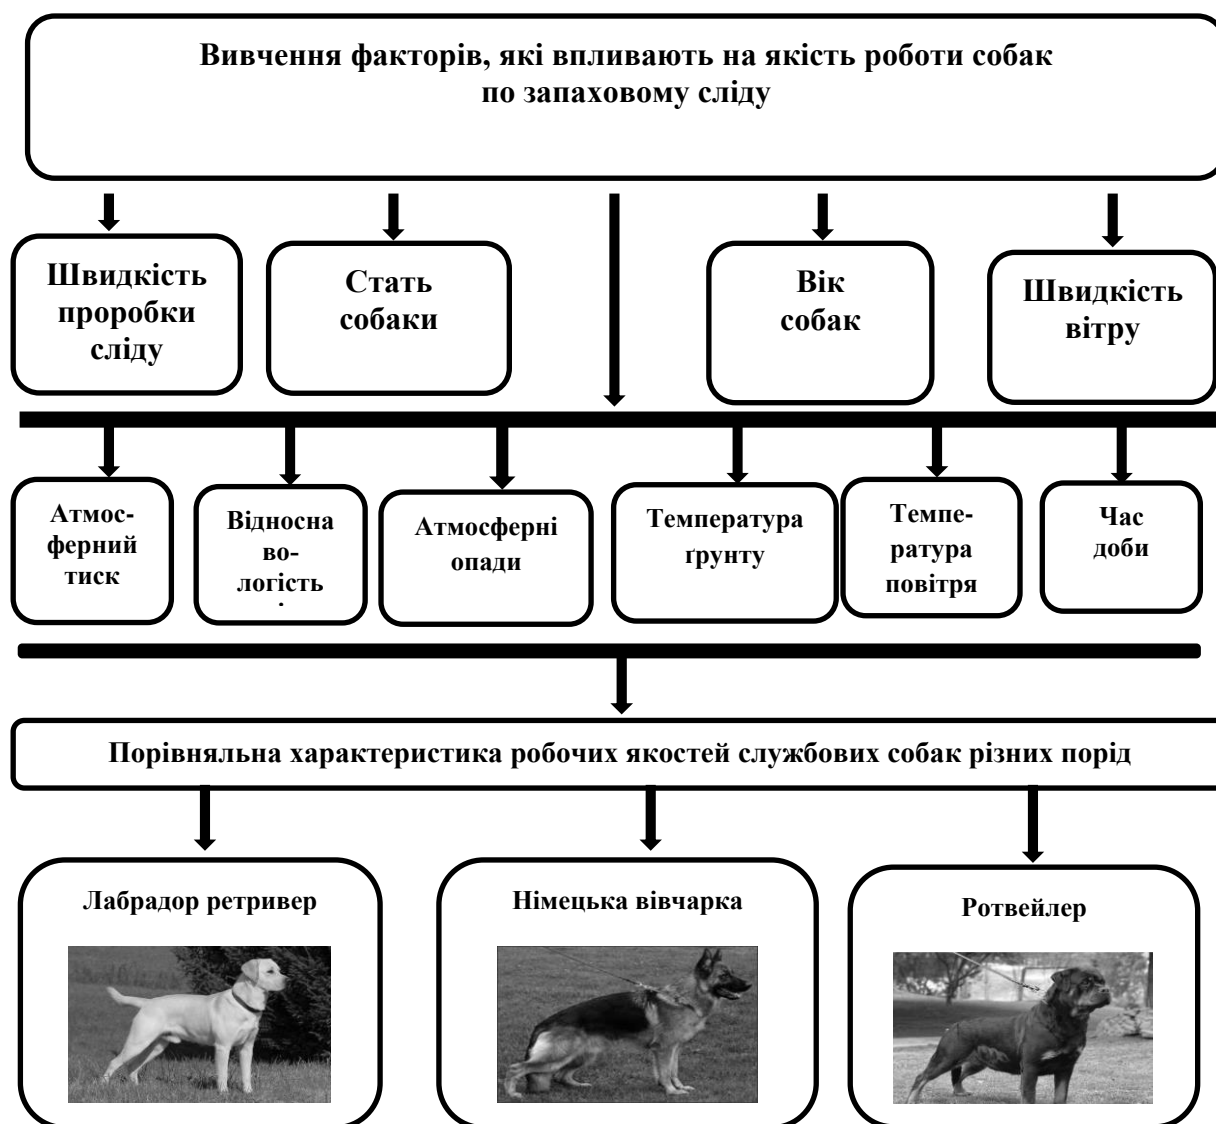 Вивчення факторів, які впливають на якість роботи собак
по запаховому сліду
Швидкість
проробки
сліду
Стать
собаки
Вік
собак
Швидкість
вітру
Атмос-
ферний
тиск
Відносна
во-
логість
Атмосферні
опади
Температура
ґрунту
Темпе-
ратура
повітря
Час
доби
Порівняльна характеристика робочих якостей службових собак різних порід
Лабрадор ретривер
Німецька вівчарка
Ротвейлер